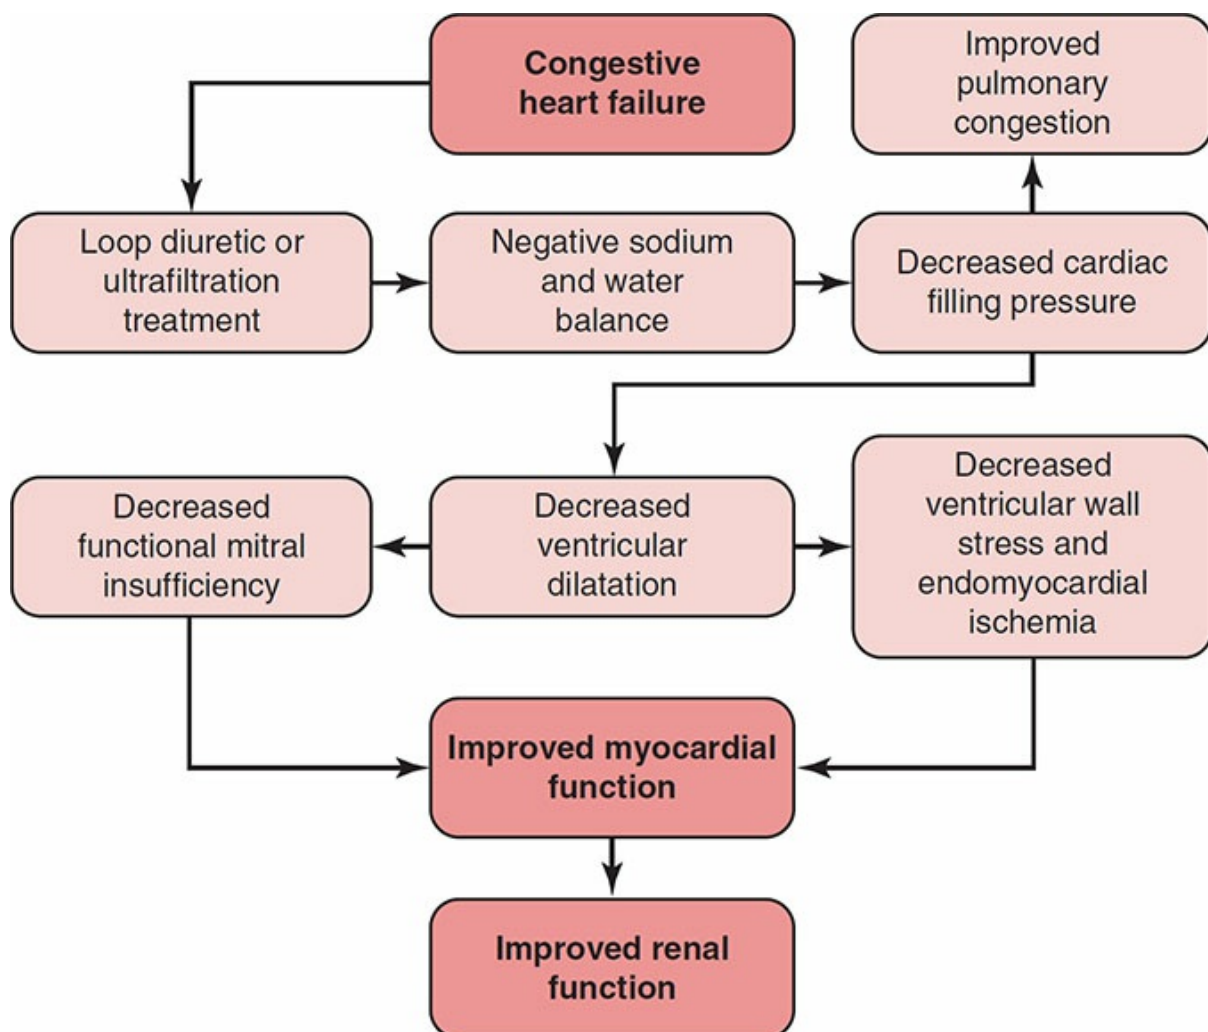 Congestive
heart failure
Improved
pulmonary
congestion
Loop diuretic or
ultrafiltration
treatment
Negative sodium
and water
balance
Decreased cardiac
filling pressure
Decreased
functional mitral
insufficiency
Decreased
ventricular
dilatation
Decreased
ventricular wall
stress and
endomyocardial
ischemia
Improved myocardial
function
Improved renal
function